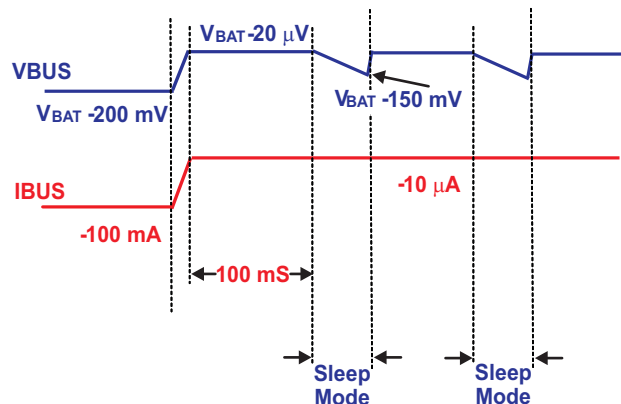 VBAT -20 µV
VBUS
VBAT -200 mV
VBAT -150 mV
IBUS
-10 µA
-100 mA
100 mS
Sleep
Mode
Sleep
Mode